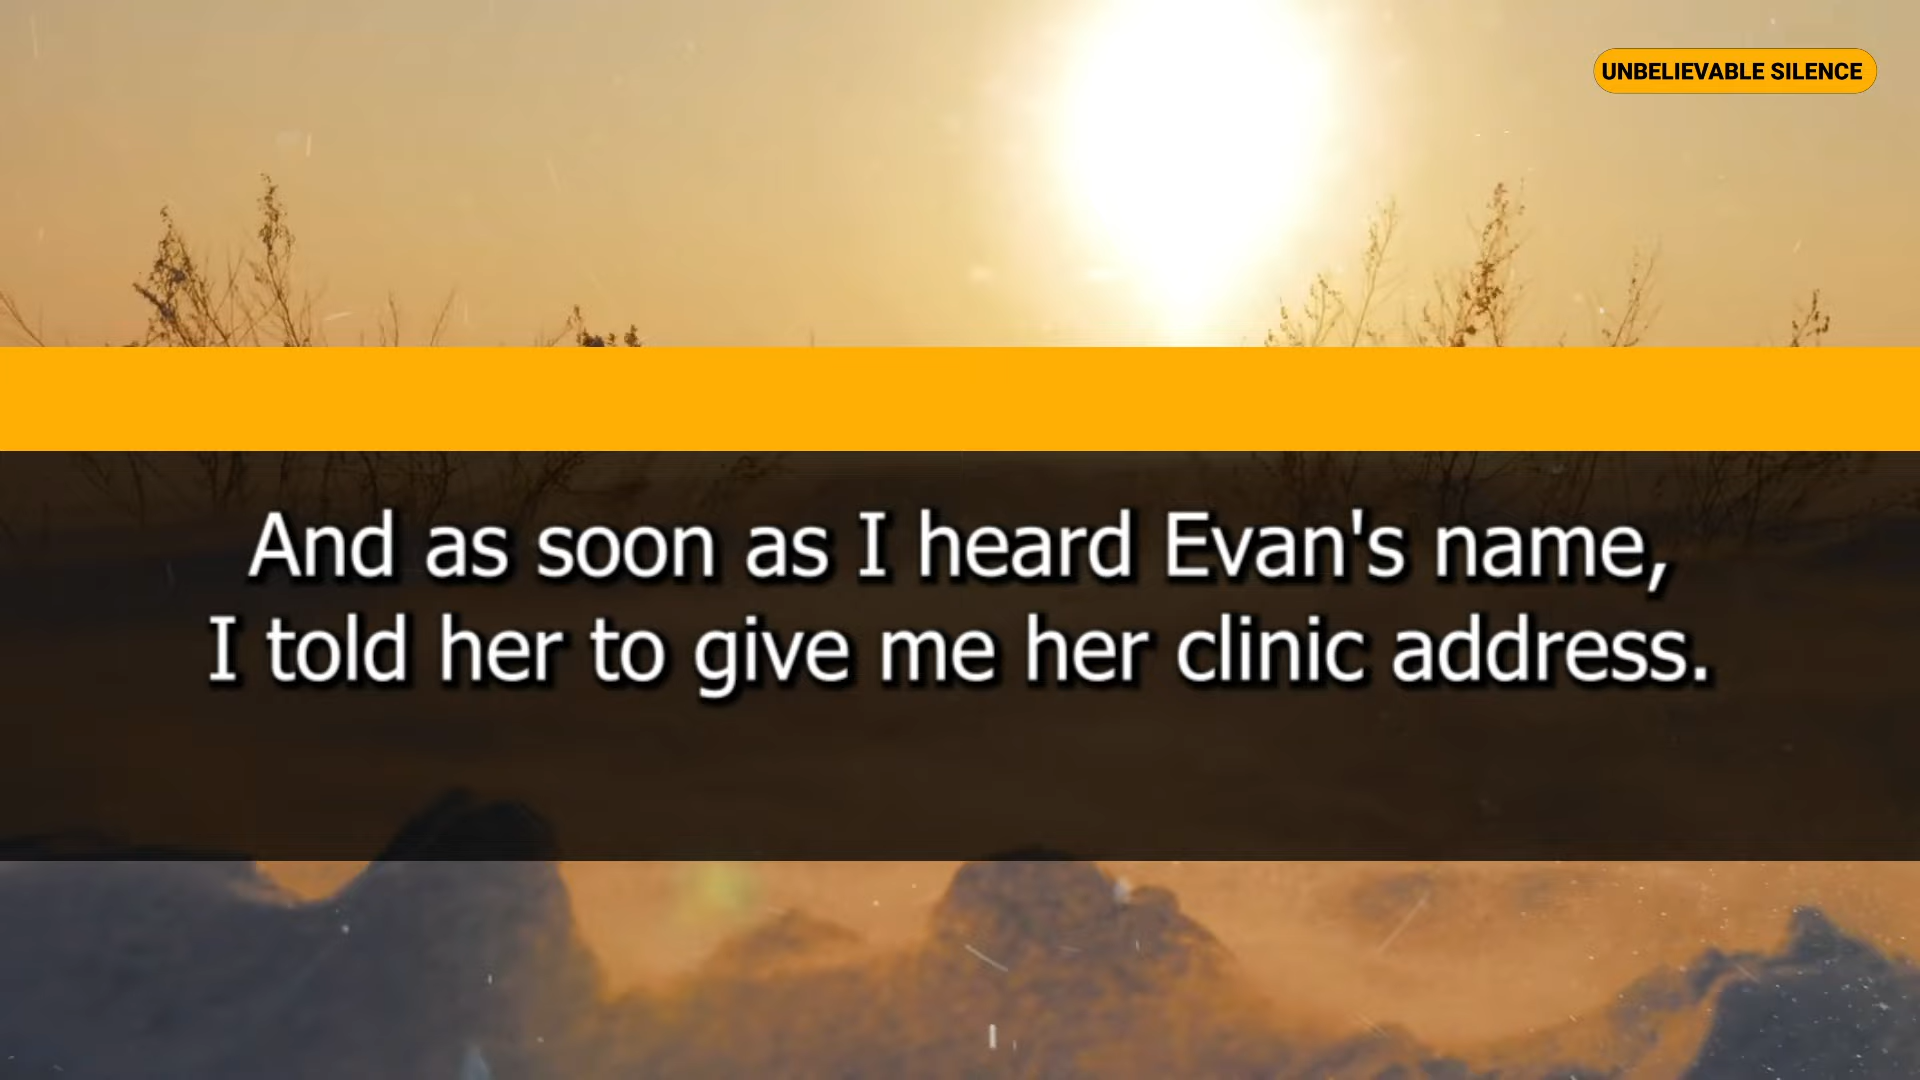 UNBELIEVABLE SILENCE
And as soon as I heard Evan's name,
I told her to give me her clinic address.